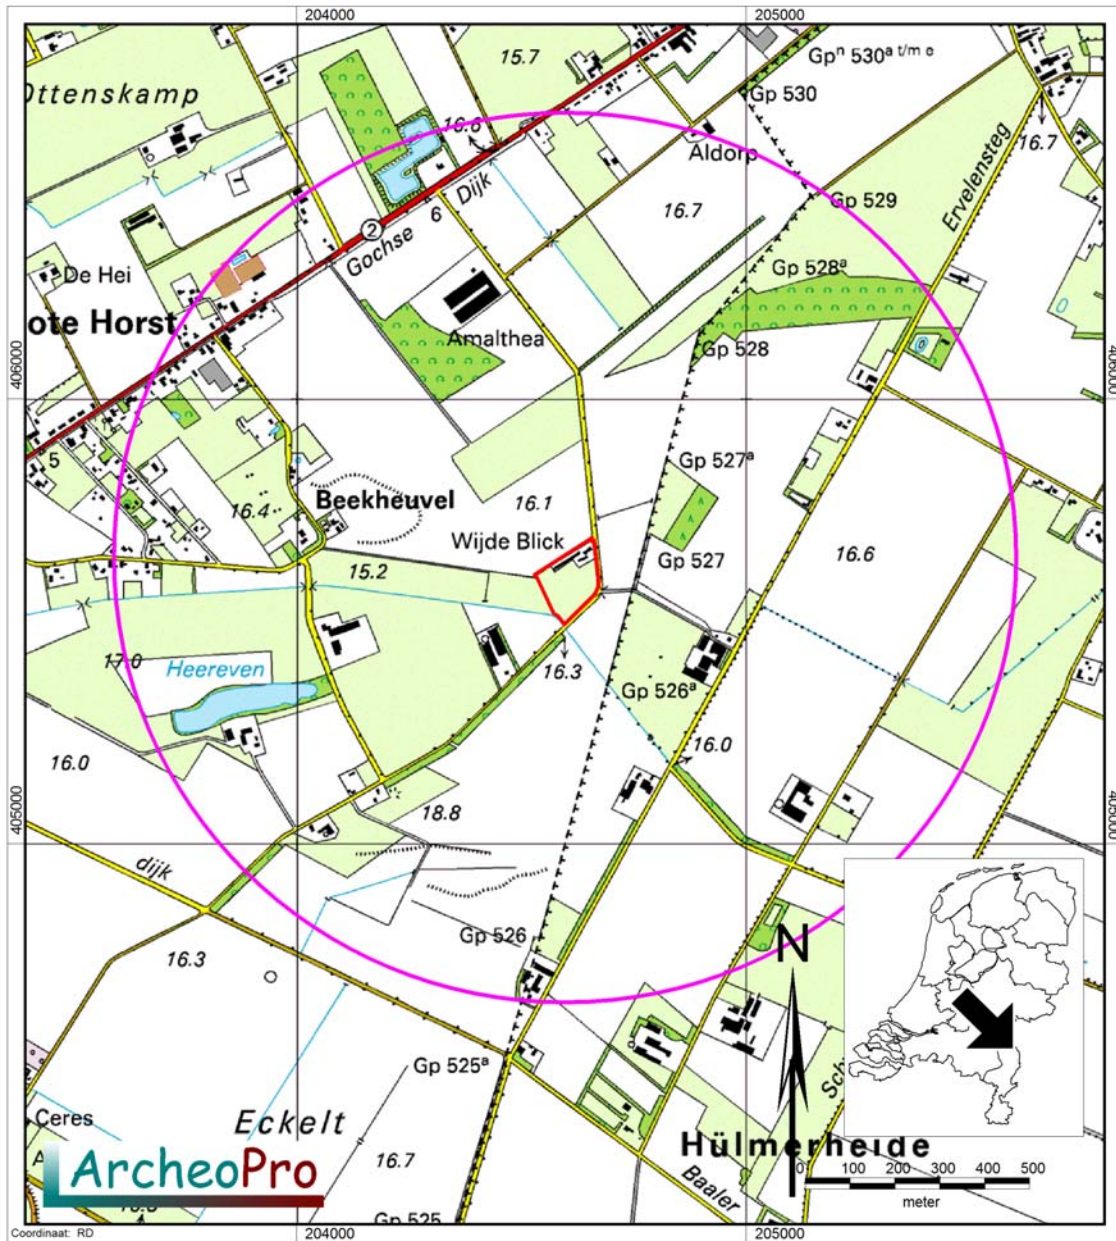 204000
205000
Ottenskamp
15.7
Gpⁿ 530ᵃ ᵗ/ᵐ ᵉ
Gp 530
16.6
Aldorp
16.7
Dijk
6
16.7
Gp 529
Ervelensteg
2
Gochse
De Hei
Gp 528ᵃ
ote Horst
Amalthea
Gp 528
406000
406000
5
Gp 527ᵃ
16.4
Beekheuvel
16.1
Wijde Blick
16.6
Gp 527
15.2
17.0
Heereven
16.3
Gp 526ᵃ
16.0
16.0
405000
405000
18.8
dijk
Gp 526
16.3
N
Gp 525ᵃ
Ceres
Eckelt
Hülmerheide
16.7
Baaler
ArcheoPro
0 100 200 300 400 500
meter
Gp 525
Coordinaat: RD
204000
205000